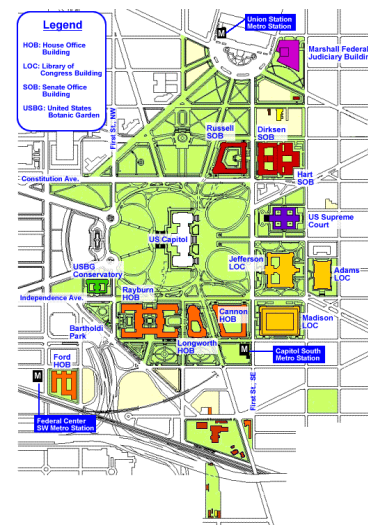 Legend
HOB: House Office
Building
LOC: Library of
Congress Building
SOB: Senate Office
Building
USBG: United States
Botanic Garden
M
Union Station
Metro Station
Marshall Federal
Judiciary Buildin
First St., NW
Russell
SOB
Dirksen
SOB
Hart
SOB
Constitution Ave.
US Supreme
Court
US Capitol
Jefferson
LOC
Adams
LOC
USBG
Conservatory
Independence Ave.
Rayburn
HOB
Cannon
HOB
Madison
LOC
Bartholdi
Park
Longworth
HOB
M
Capitol South
Metro Station
Ford
HOB
M
First St., SE
Federal Center
SW Metro Station